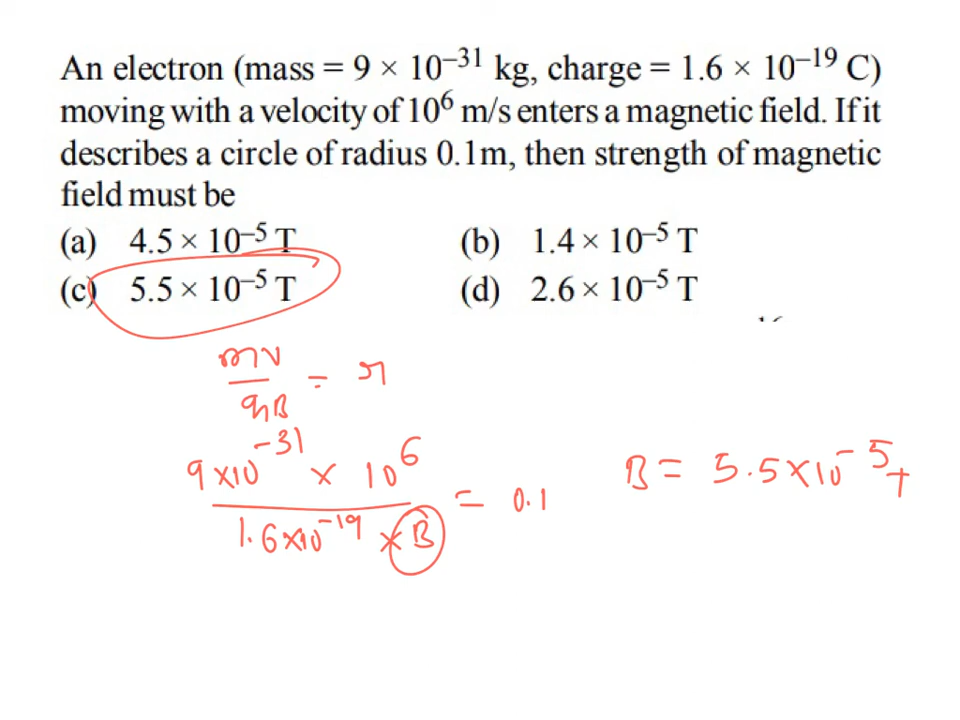 An electron (mass = 9 × 10⁻³¹ kg, charge = 1.6 × 10⁻¹⁹ C)
moving with a velocity of 10⁶ m/s enters a magnetic field. If it
describes a circle of radius 0.1m, then strength of magnetic
field must be
(a) 4.5 × 10⁻⁵ T (b) 1.4 × 10⁻⁵ T
(c) 5.5 × 10⁻⁵ T (d) 2.6 × 10⁻⁵ T
mv
qB
= r
9×10⁻³¹ × 10⁶
1.6×10⁻¹⁹ × B
= 0.1
B = 5.5×10⁻⁵ T